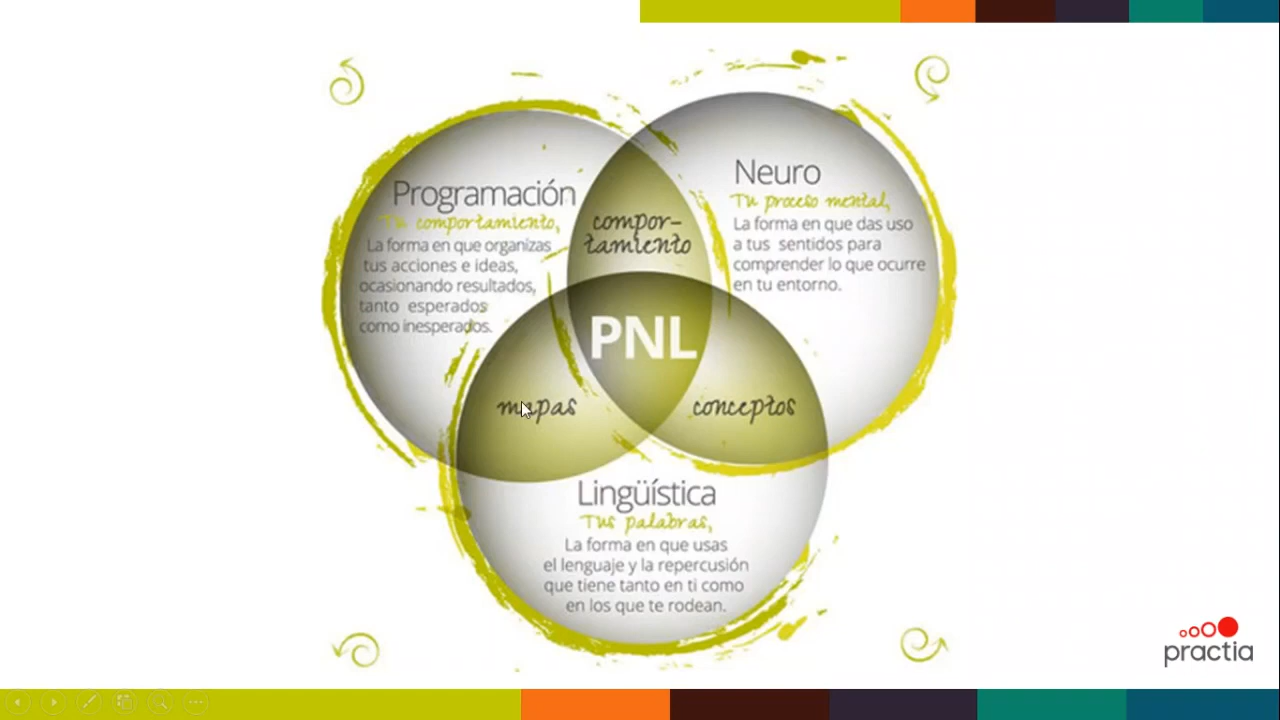 Programación
Tu comportamiento,
La forma en que organizas
tus acciones e ideas,
ocasionando resultados,
tanto esperados
como inesperados.
compor-
tamiento
Neuro
Tu proceso mental,
La forma en que das uso
a tus sentidos para
comprender lo que ocurre
en tu entorno.
PNL
mapas
conceptos
Lingüística
Tus palabras,
La forma en que usas
el lenguaje y la repercusión
que tiene tanto en ti como
en los que te rodean.
practia